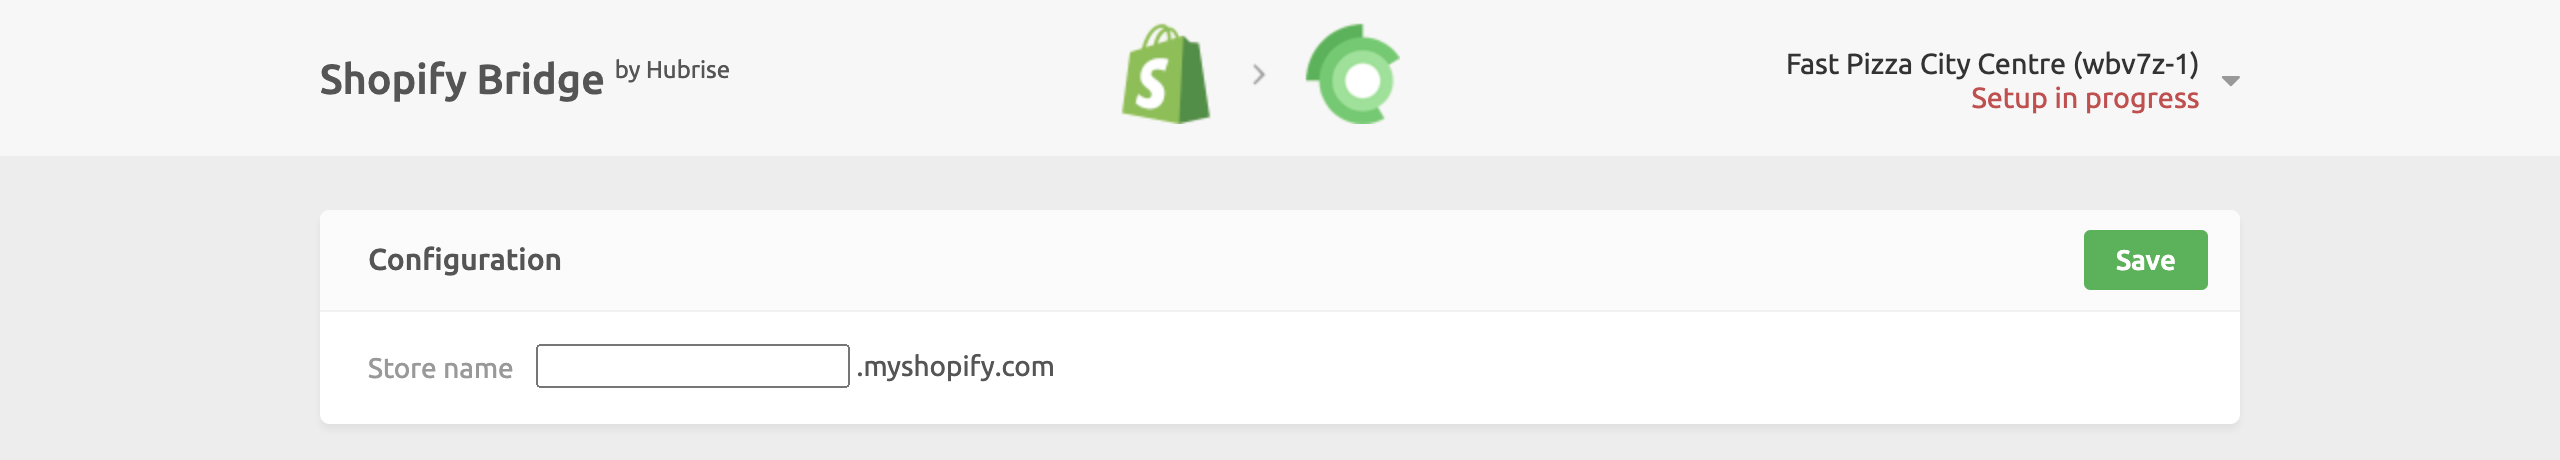 Shopify Bridge by Hubrise
S
Fast Pizza City Centre (wbv7z-1)
Setup in progress
Configuration
Save
Store name .myshopify.com